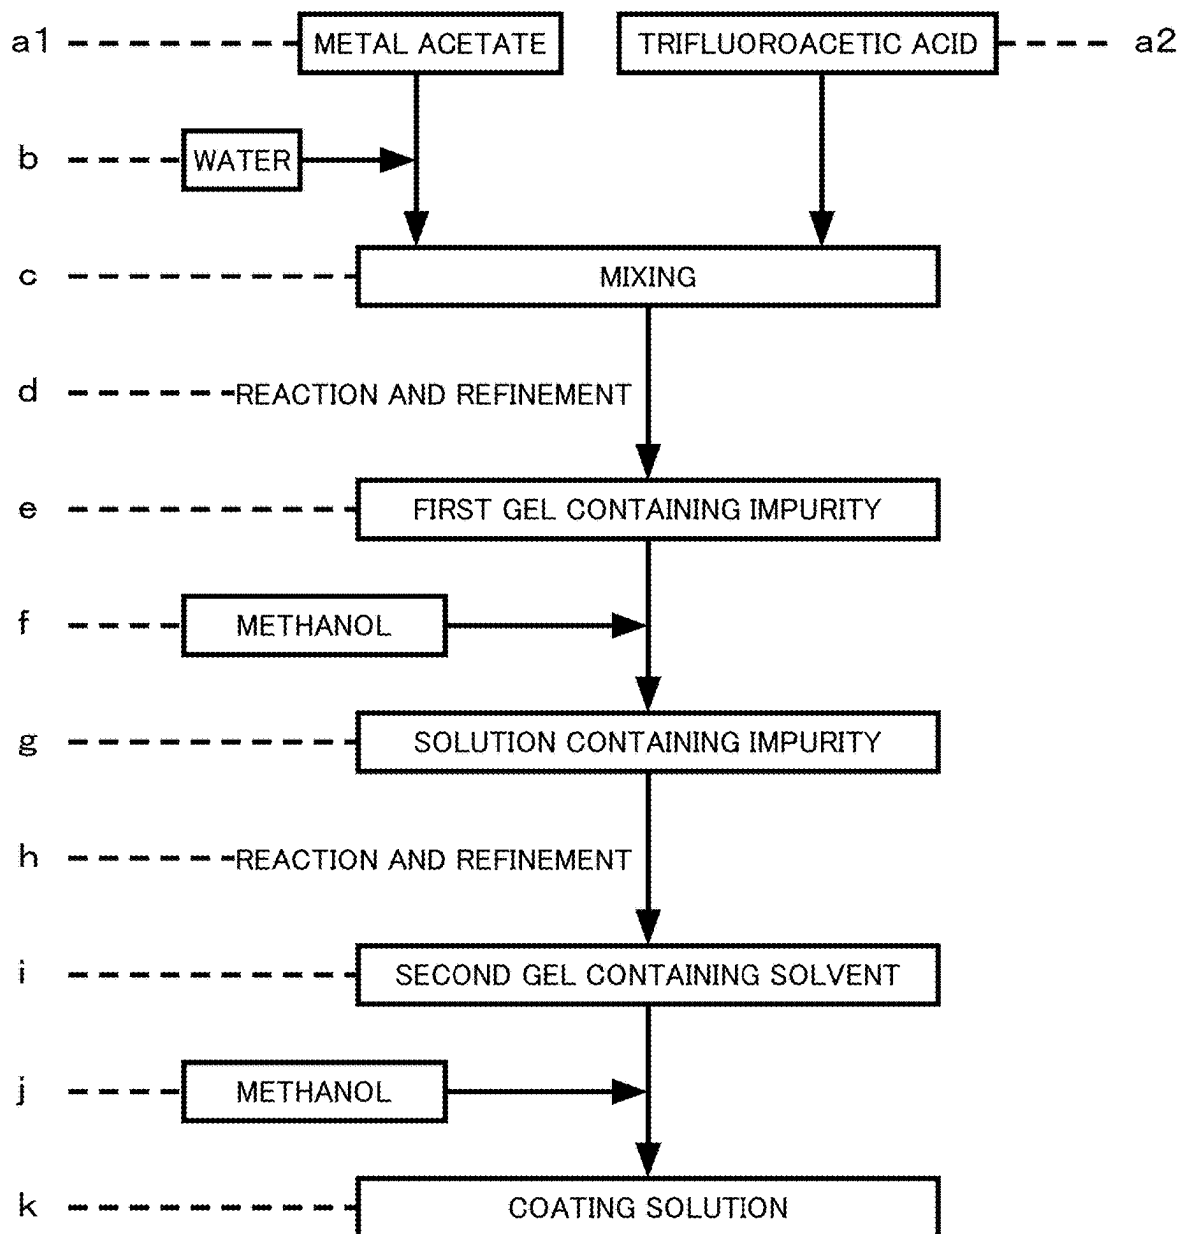 a1 METAL ACETATE TRIFLUOROACETIC ACID a2
b WATER
c MIXING
d REACTION AND REFINEMENT
e FIRST GEL CONTAINING IMPURITY
f METHANOL
g SOLUTION CONTAINING IMPURITY
h REACTION AND REFINEMENT
i SECOND GEL CONTAINING SOLVENT
j METHANOL
k COATING SOLUTION